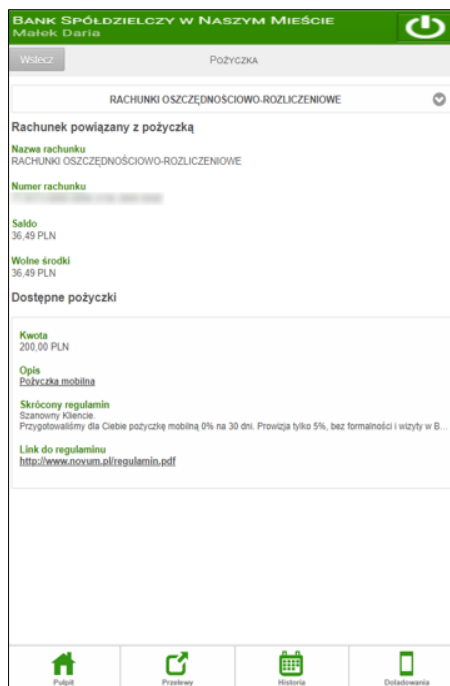 BANK SPÓŁDZIELCZY W NASZYM MIEŚCIE
Małek Daria
Wstecz
POŻYCZKA
RACHUNKI OSZCZĘDNOŚCIOWO-ROZLICZENIOWE
Rachunek powiązany z pożyczką
Nazwa rachunku
RACHUNKI OSZCZĘDNOŚCIOWO-ROZLICZENIOWE
Numer rachunku
Saldo
36,49 PLN
Wolne środki
36,49 PLN
Dostępne pożyczki
Kwota
200,00 PLN
Opis
Pożyczka mobilna
Skrócony regulamin
Szanowny Kliencie.
Przygotowaliśmy dla Ciebie pożyczkę mobilną 0% na 30 dni. Prowizja tylko 5%, bez formalności i wizyty w B...
Link do regulaminu
http://www.novum.pl/regulamin.pdf
Pulpit
Przelewy
Historia
Doładowania